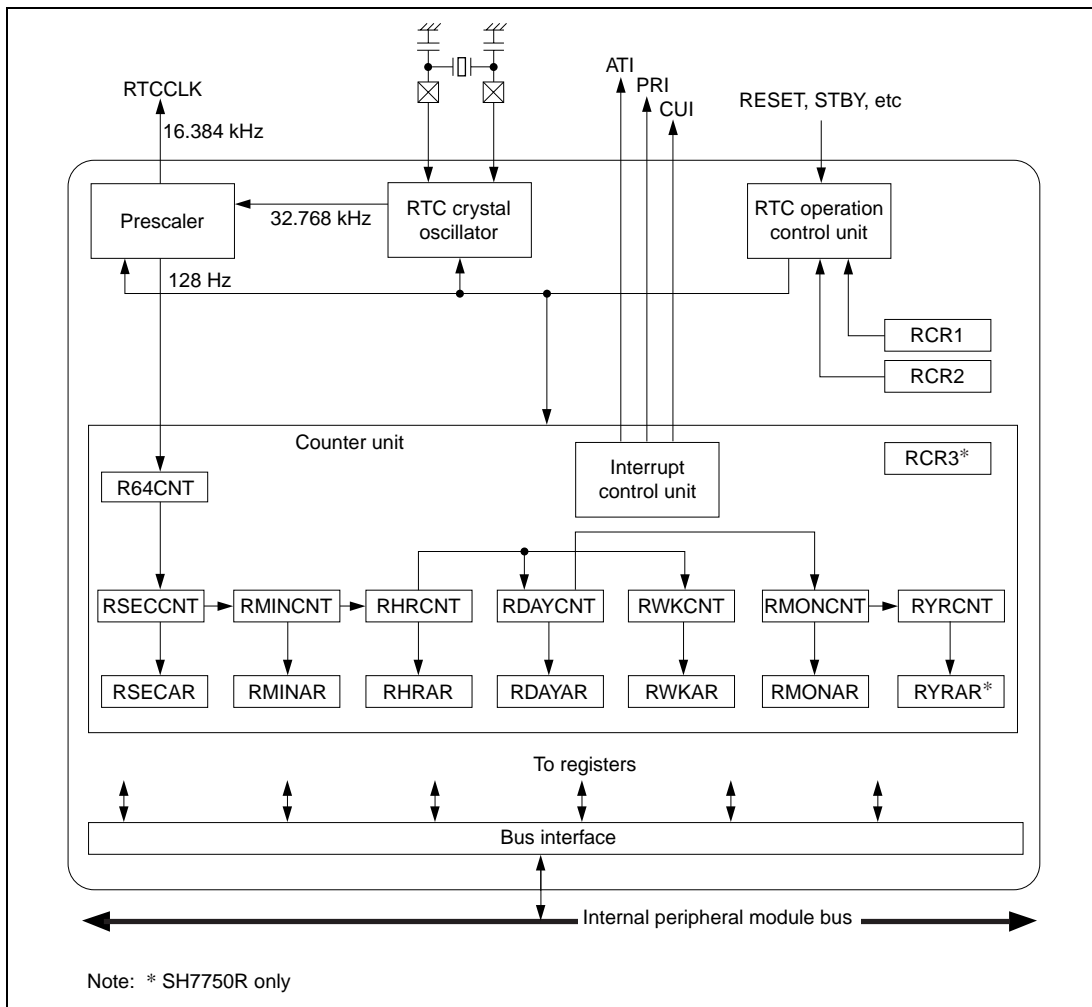 ATI
PRI
CUI
RTCCLK
RESET, STBY, etc
16.384 kHz
Prescaler
32.768 kHz
RTC crystal
oscillator
RTC operation
control unit
128 Hz
RCR1
RCR2
Counter unit
Interrupt
control unit
RCR3*
R64CNT
RSECCNT
RMINCNT
RHRCNT
RDAYCNT
RWKCNT
RMONCNT
RYRCNT
RSECAR
RMINAR
RHRAR
RDAYAR
RWKAR
RMONAR
RYRAR*
To registers
Bus interface
Internal peripheral module bus
Note: * SH7750R only